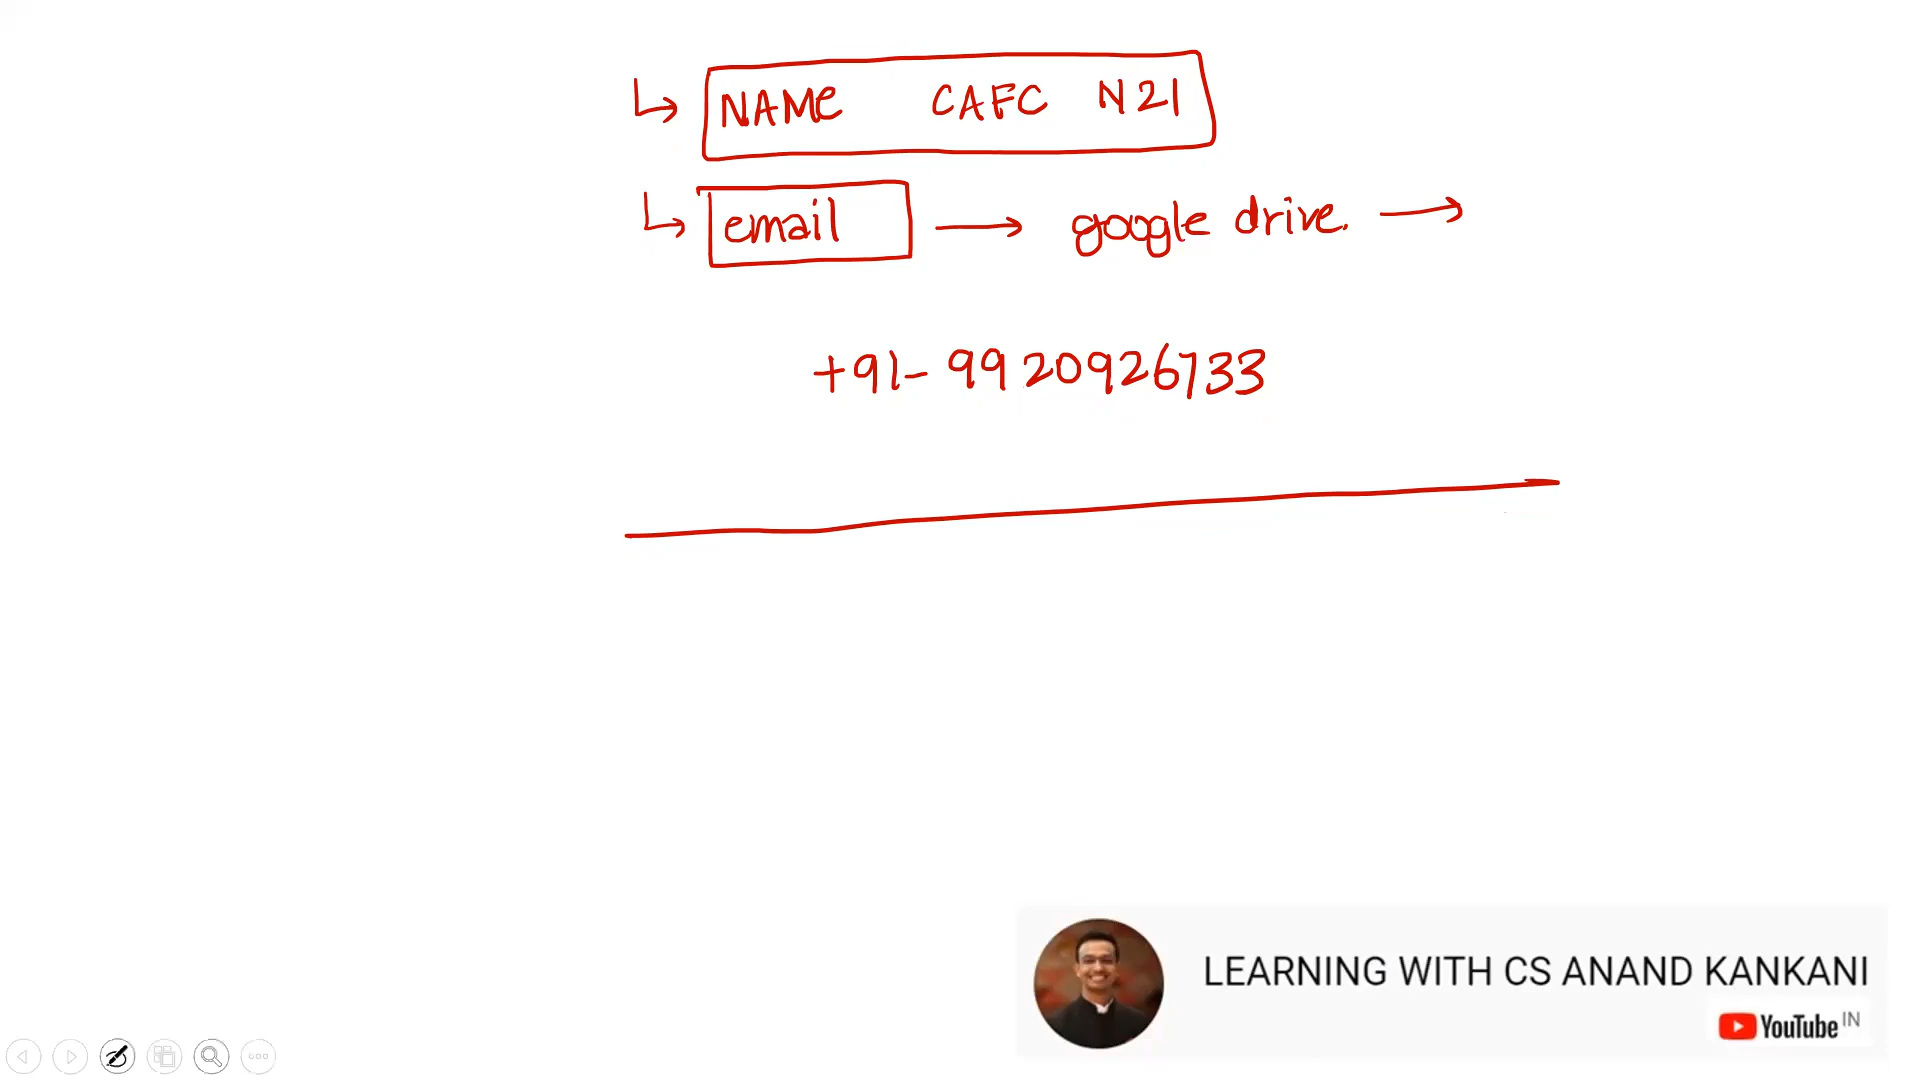 ↳ NAME CAFC N21
↳ email → google drive. →
+91- 9920926733
LEARNING WITH CS ANAND KANKANI
YouTube IN